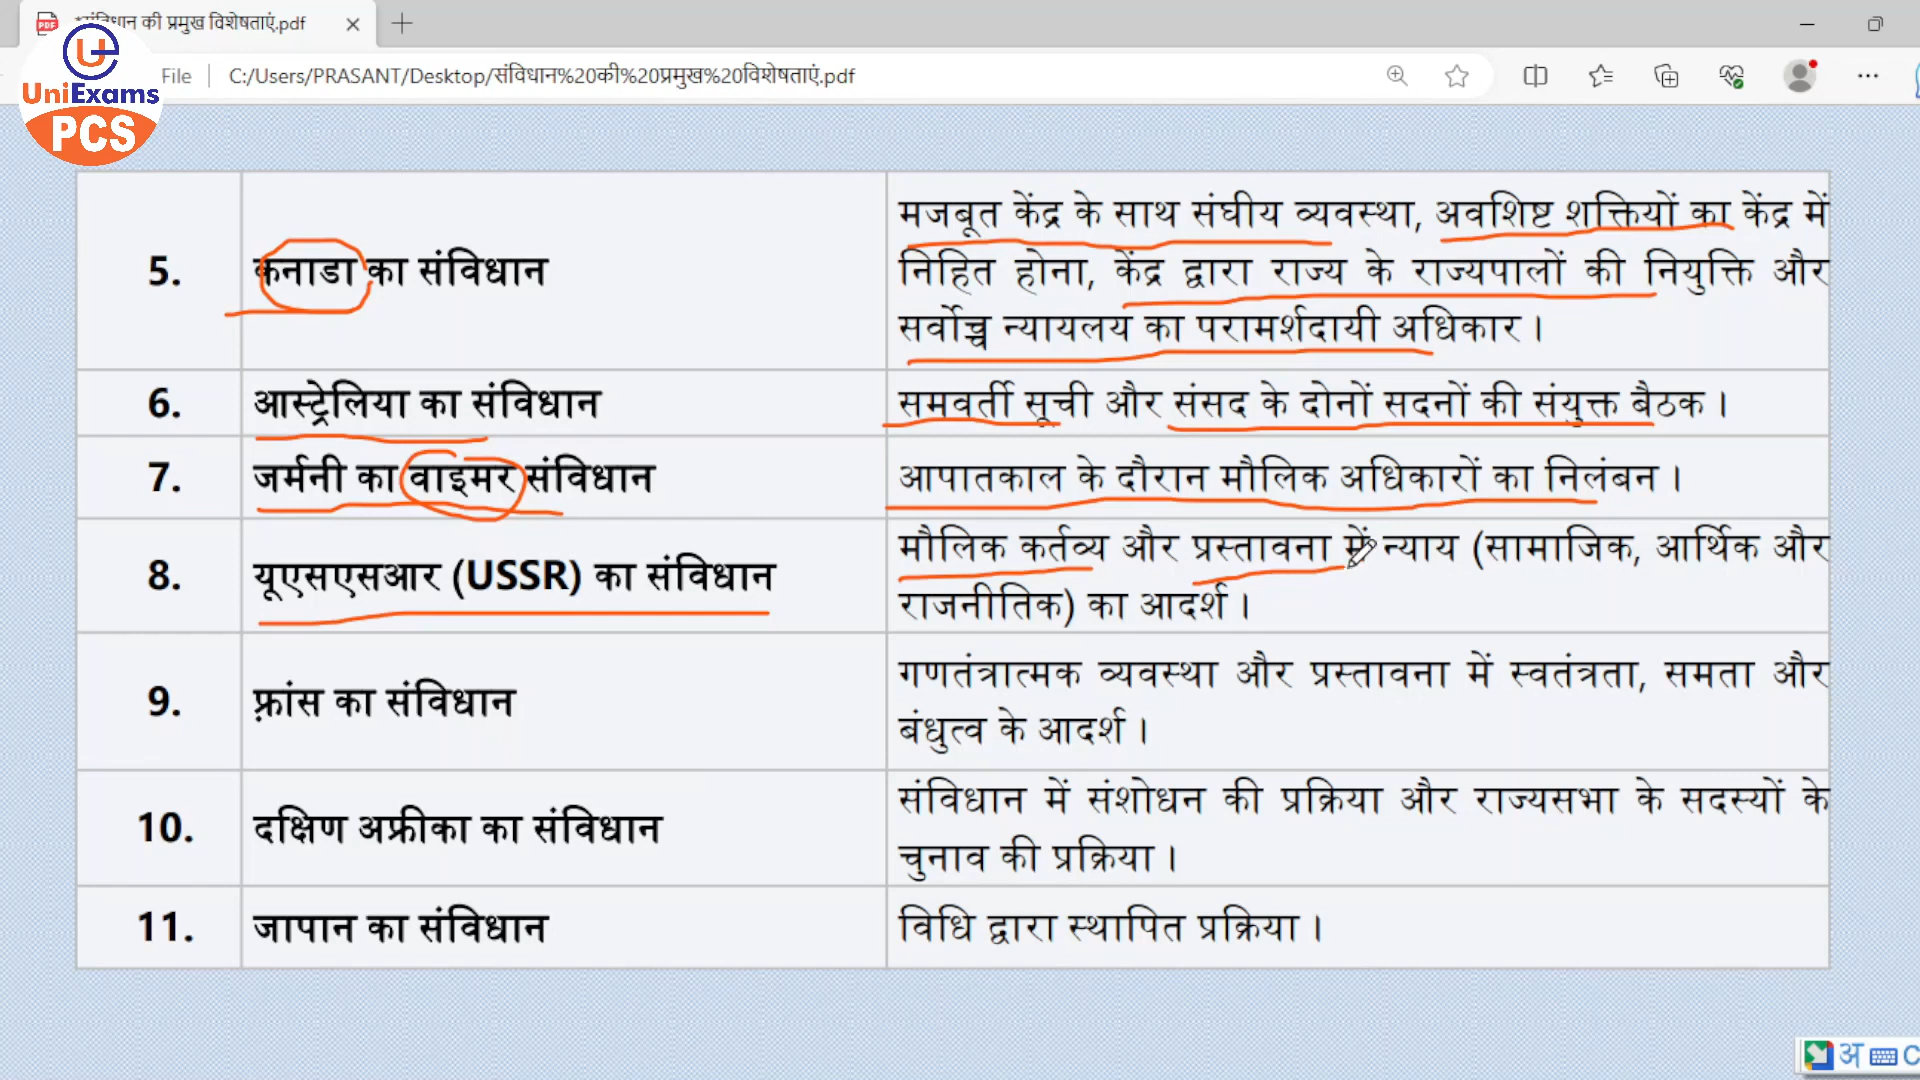 *संविधान की प्रमुख विशेषताएं.pdf
File
C:/Users/PRASANT/Desktop/संविधान%20की%20प्रमुख%20विशेषताएं.pdf
UniExams
PCS
5.
कनाडा का संविधान
मजबूत केंद्र के साथ संघीय व्यवस्था, अवशिष्ट शक्तियों का केंद्र में
निहित होना, केंद्र द्वारा राज्य के राज्यपालों की नियुक्ति और
सर्वोच्च न्यायलय का परामर्शदायी अधिकार।
6.
आस्ट्रेलिया का संविधान
समवर्ती सूची और संसद के दोनों सदनों की संयुक्त बैठक।
7.
जर्मनी का वाइमर संविधान
आपातकाल के दौरान मौलिक अधिकारों का निलंबन।
8.
यूएसएसआर (USSR) का संविधान
मौलिक कर्तव्य और प्रस्तावना में न्याय (सामाजिक, आर्थिक और
राजनीतिक) का आदर्श।
9.
फ़्रांस का संविधान
गणतंत्रात्मक व्यवस्था और प्रस्तावना में स्वतंत्रता, समता और
बंधुत्व के आदर्श।
10.
दक्षिण अफ्रीका का संविधान
संविधान में संशोधन की प्रक्रिया और राज्यसभा के सदस्यों के
चुनाव की प्रक्रिया।
11.
जापान का संविधान
विधि द्वारा स्थापित प्रक्रिया।
अ